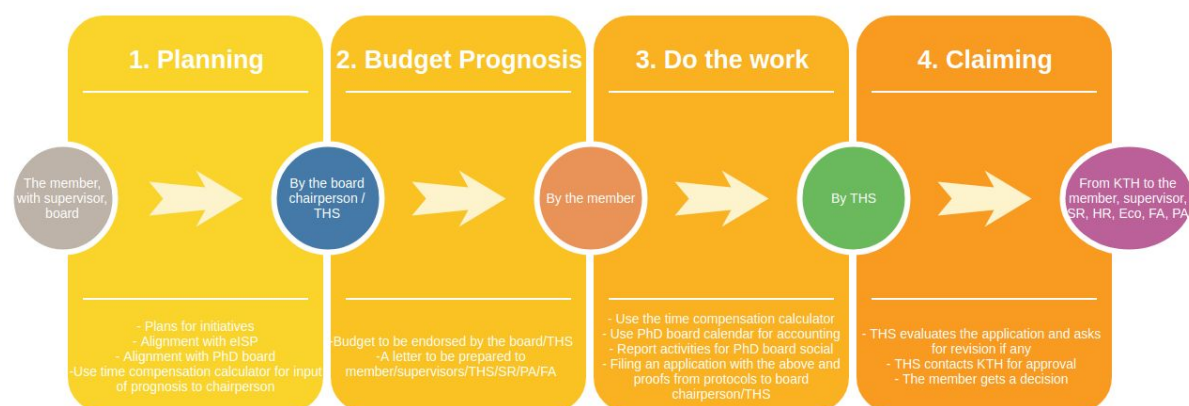 1. Planning
2. Budget Prognosis
3. Do the work
4. Claiming
The member,
with supervisor,
board
By the board
chairperson /
THS
By the member
By THS
From KTH to the
member, supervisor,
SR, HR, Eco, FA, PA
- Plans for initiatives
- Alignment with eISP
- Alignment with PhD board
-Use time compensation calculator for input
of prognosis to chairperson
-Budget to be endorsed by the board/THS
-A letter to be prepared to
member/supervisors/THS/SR/PA/FA
- Use the time compensation calculator
- Use PhD board calendar for accounting
- Report activities for PhD board social
- Filing an application with the above and
proofs from protocols to board
chairperson/THS
- THS evaluates the application and asks
for revision if any
- THS contacts KTH for approval
- The member gets a decision